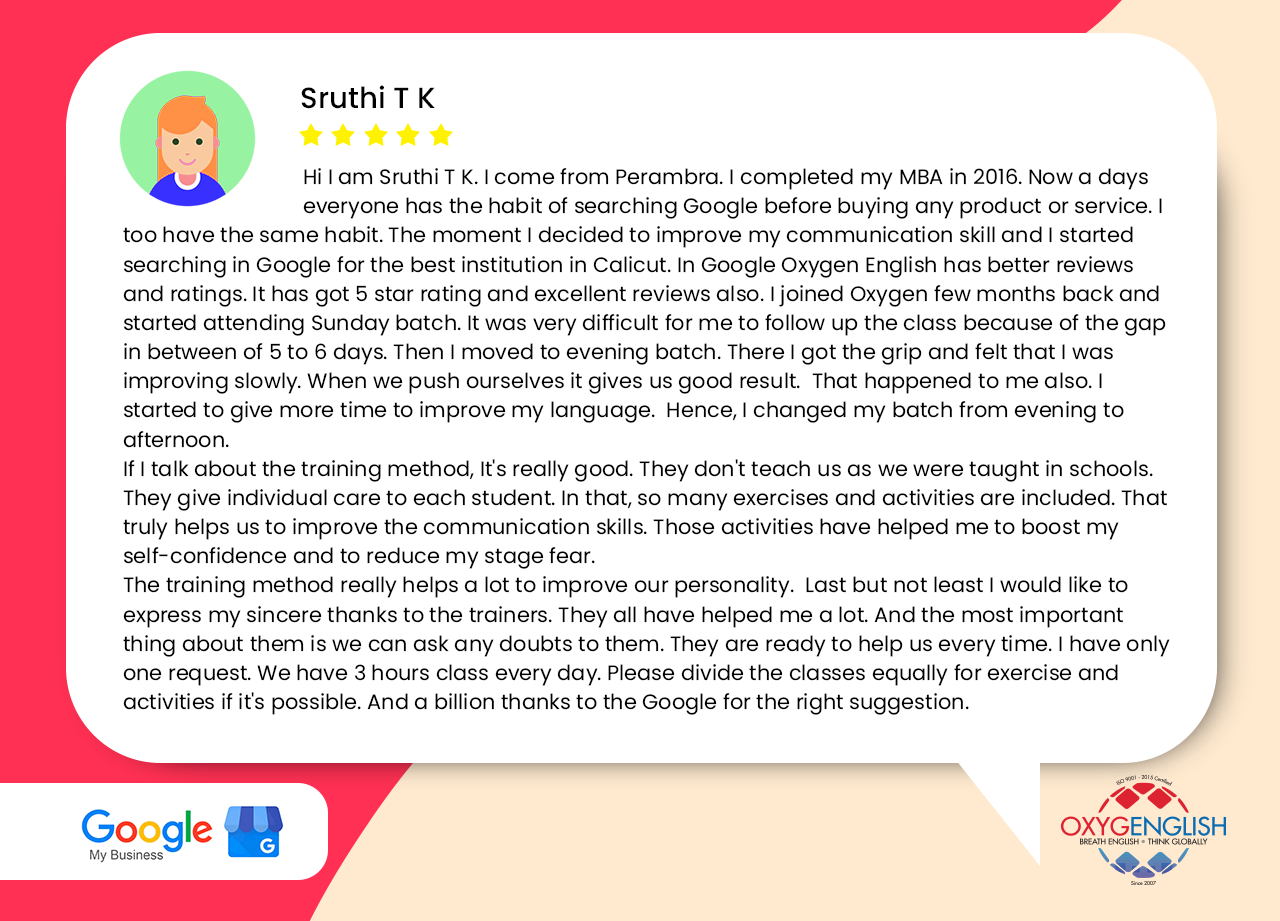 Sruthi T K
Hi I am Sruthi T K. I come from Perambra. I completed my MBA in 2016. Now a days
everyone has the habit of searching Google before buying any product or service. I
too have the same habit. The moment I decided to improve my communication skill and I started
searching in Google for the best institution in Calicut. In Google Oxygen English has better reviews
and ratings. It has got 5 star rating and excellent reviews also. I joined Oxygen few months back and
started attending Sunday batch. It was very difficult for me to follow up the class because of the gap
in between of 5 to 6 days. Then I moved to evening batch. There I got the grip and felt that I was
improving slowly. When we push ourselves it gives us good result.  That happened to me also. I
started to give more time to improve my language.  Hence, I changed my batch from evening to
afternoon.
If I talk about the training method, It's really good. They don't teach us as we were taught in schools.
They give individual care to each student. In that, so many exercises and activities are included. That
truly helps us to improve the communication skills. Those activities have helped me to boost my
self-confidence and to reduce my stage fear.
The training method really helps a lot to improve our personality.  Last but not least I would like to
express my sincere thanks to the trainers. They all have helped me a lot. And the most important
thing about them is we can ask any doubts to them. They are ready to help us every time. I have only
one request. We have 3 hours class every day. Please divide the classes equally for exercise and
activities if it's possible. And a billion thanks to the Google for the right suggestion.
Google
My Business
G
ISO 9001 - 2015 Certified
OXYGENGLISH
BREATH ENGLISH • THINK GLOBALLY
Since 2007